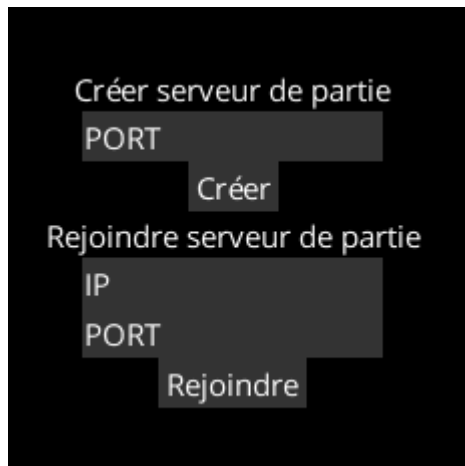 Créer serveur de partie
PORT
Créer
Rejoindre serveur de partie
IP
PORT
Rejoindre